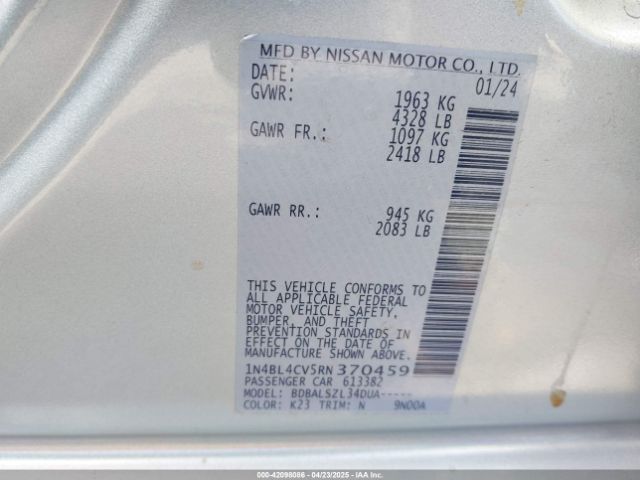 MFD BY NISSAN MOTOR CO., LTD.
DATE: 01/24
GVWR: 1963 KG
4328 LB
GAWR FR.: 1097 KG
2418 LB
GAWR RR.: 945 KG
2083 LB
THIS VEHICLE CONFORMS TO
ALL APPLICABLE FEDERAL
MOTOR VEHICLE SAFETY,
BUMPER, AND THEFT
PREVENTION STANDARDS IN
EFFECT ON THE DATE OF
MANUFACTURE SHOWN ABOVE.
1N4BL4CV5RN370459
PASSENGER CAR 613382
MODEL: BDBALSZL34DUA-----
COLOR: K23 TRIM: N 9N00A
000-42098086 - 04/23/2025 - IAA Inc.